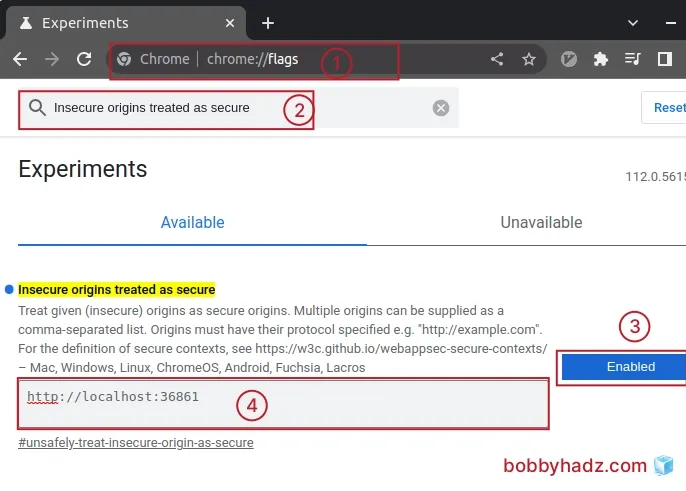 Experiments
Chrome chrome://flags 1
Insecure origins treated as secure 2
Reset
Experiments
112.0.5615
Available Unavailable
Insecure origins treated as secure
Treat given (insecure) origins as secure origins. Multiple origins can be supplied as a
comma-separated list. Origins must have their protocol specified e.g. "http://example.com".
For the definition of secure contexts, see https://w3c.github.io/webappsec-secure-contexts/
– Mac, Windows, Linux, ChromeOS, Android, Fuchsia, Lacros
3
Enabled
http://localhost:36861 4
#unsafely-treat-insecure-origin-as-secure
bobbyhadz.com